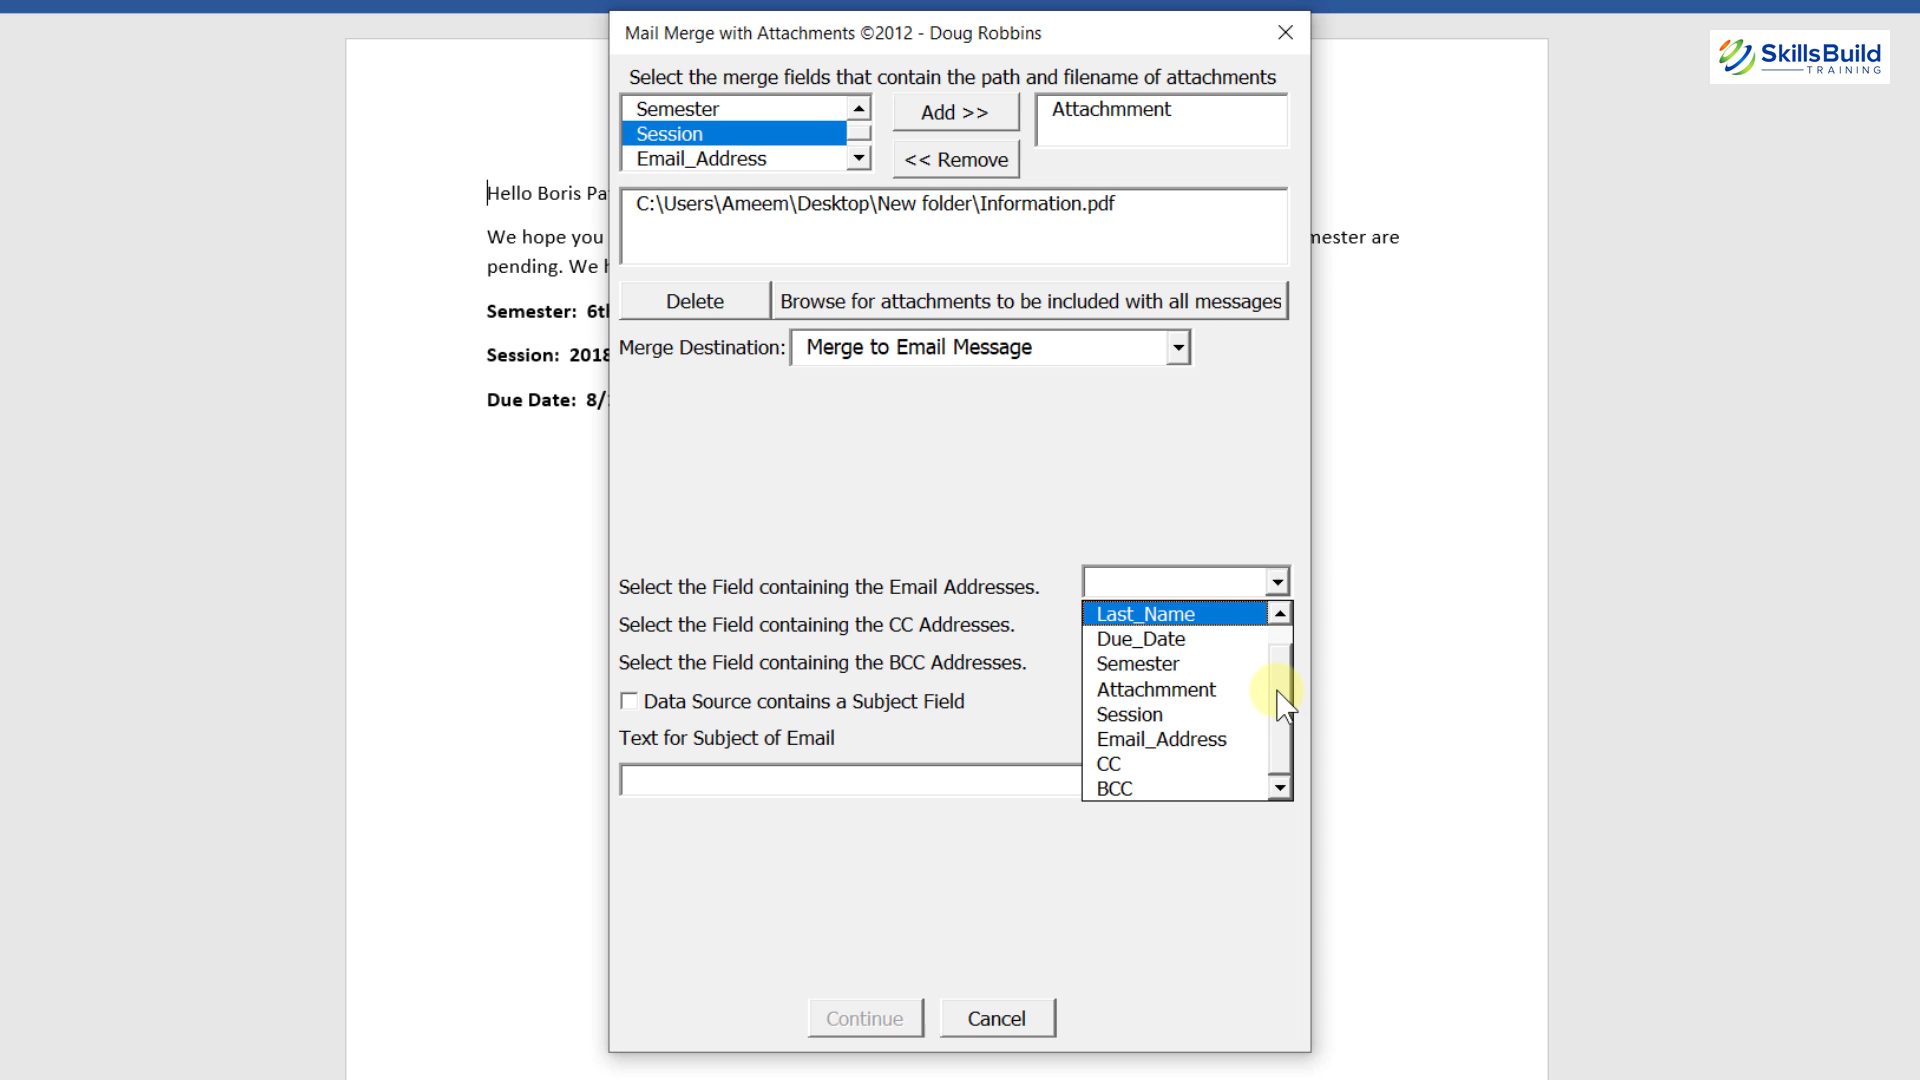 Mail Merge with Attachments ©2012 - Doug Robbins
SkillsBuild
TRAINING
Select the merge fields that contain the path and filename of attachments
Semester
Session
Email_Address
Add >>
<< Remove
Attachmment
Hello Boris
C:\Users\Ameem\Desktop\New folder\Information.pdf
We hope you
are
pending. We
Delete
Browse for attachments to be included with all messages
Semester:
Merge Destination: Merge to Email Message
Session:
Due Date:
Select the Field containing the Email Addresses.
Select the Field containing the CC Addresses.
Select the Field containing the BCC Addresses.
Data Source contains a Subject Field
Text for Subject of Email
Last_Name
Due_Date
Semester
Attachmment
Session
Email_Address
CC
BCC
Continue
Cancel